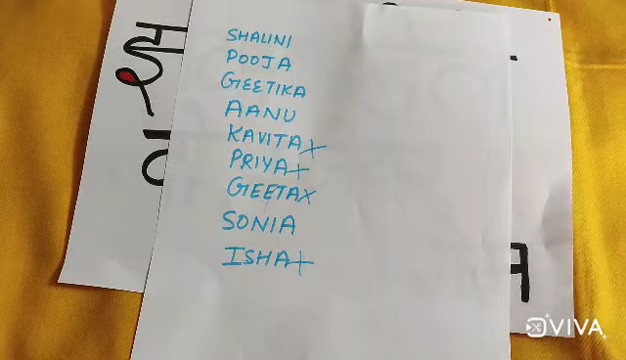 SHALINI
POOJA
GEETIKA
AANU
KAVITA X
PRIYA X
GEETA X
SONIA
ISHA X
VIVA